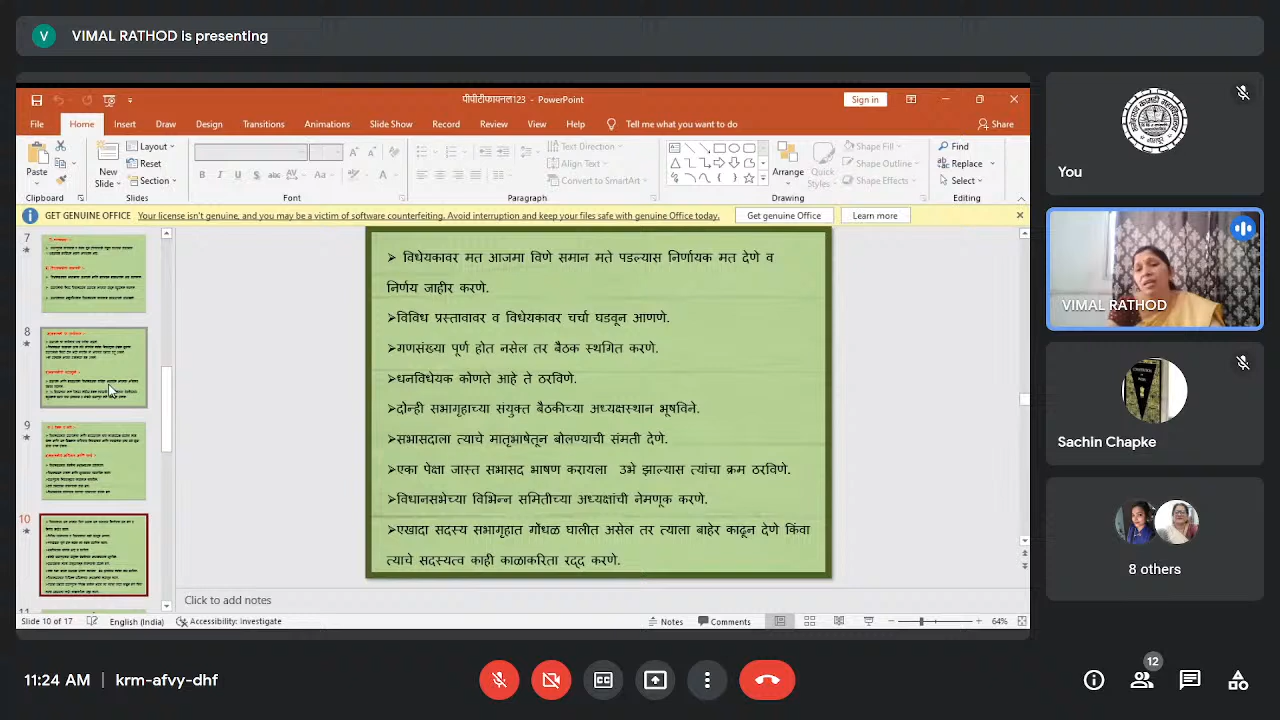 V VIMAL RATHOD is presenting
पीपीटीफायनल123 - PowerPoint
Sign in
File Home Insert Draw Design Transitions Animations Slide Show Record Review View Help Tell me what you want to do Share
Paste
New Slide
Layout
Reset
Section
Text Direction
Align Text
Convert to SmartArt
Arrange
Quick Styles
Shape Fill
Shape Outline
Shape Effects
Find
Replace
Select
Clipboard Slides Font Paragraph Drawing Editing
GET GENUINE OFFICE Your license isn't genuine, and you may be a victim of software counterfeiting. Avoid interruption and keep your files safe with genuine Office today. Get genuine Office Learn more
7
8
9
10
11
➢ विधेयकावर मत आजमा विणे समान मते पडल्यास निर्णायक मत देणे व
निर्णय जाहीर करणे.
➢विविध प्रस्तावावर व विधेयकावर चर्चा घडवून आणणे.
➢गणसंख्या पूर्ण होत नसेल तर बैठक स्थगित करणे.
➢धनविधेयक कोणते आहे ते ठरविणे.
➢दोन्ही सभागृहाच्या संयुक्त बैठकीच्या अध्यक्षस्थान भूषविने.
➢सभासदाला त्याचे मातृभाषेतून बोलण्याची संमती देणे.
➢एका पेक्षा जास्त सभासद भाषण करायला उभे झाल्यास त्यांचा क्रम ठरविणे.
➢विधानसभेच्या विभिन्न समितीच्या अध्यक्षांची नेमणूक करणे.
➢एखादा सदस्य सभागृहात गोंधळ घालीत असेल तर त्याला बाहेर काढून देणे किंवा
त्याचे सदस्यत्व काही काळाकरिता रद्द करणे.
Click to add notes
Slide 10 of 17 English (India) Accessibility: Investigate Notes Comments 64%
You
VIMAL RATHOD
Sachin Chapke
8 others
11:24 AM | krm-afvy-dhf
12